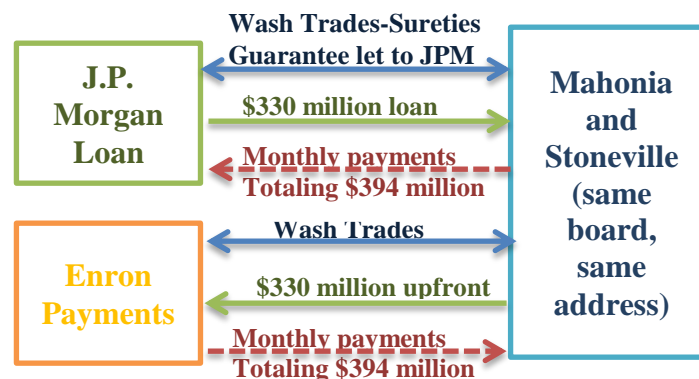 Wash Trades-Sureties
Guarantee let to JPM
J.P.
Morgan
Loan
$330 million loan
Monthly payments
Totaling $394 million
Mahonia
and
Stoneville
(same
board,
same
address)
Wash Trades
Enron
Payments
$330 million upfront
Monthly payments
Totaling $394 million